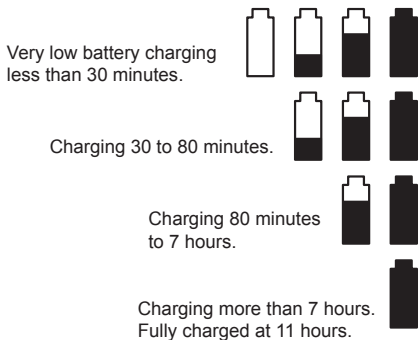 Very low battery charging
less than 30 minutes.
Charging 30 to 80 minutes.
Charging 80 minutes
to 7 hours.
Charging more than 7 hours.
Fully charged at 11 hours.